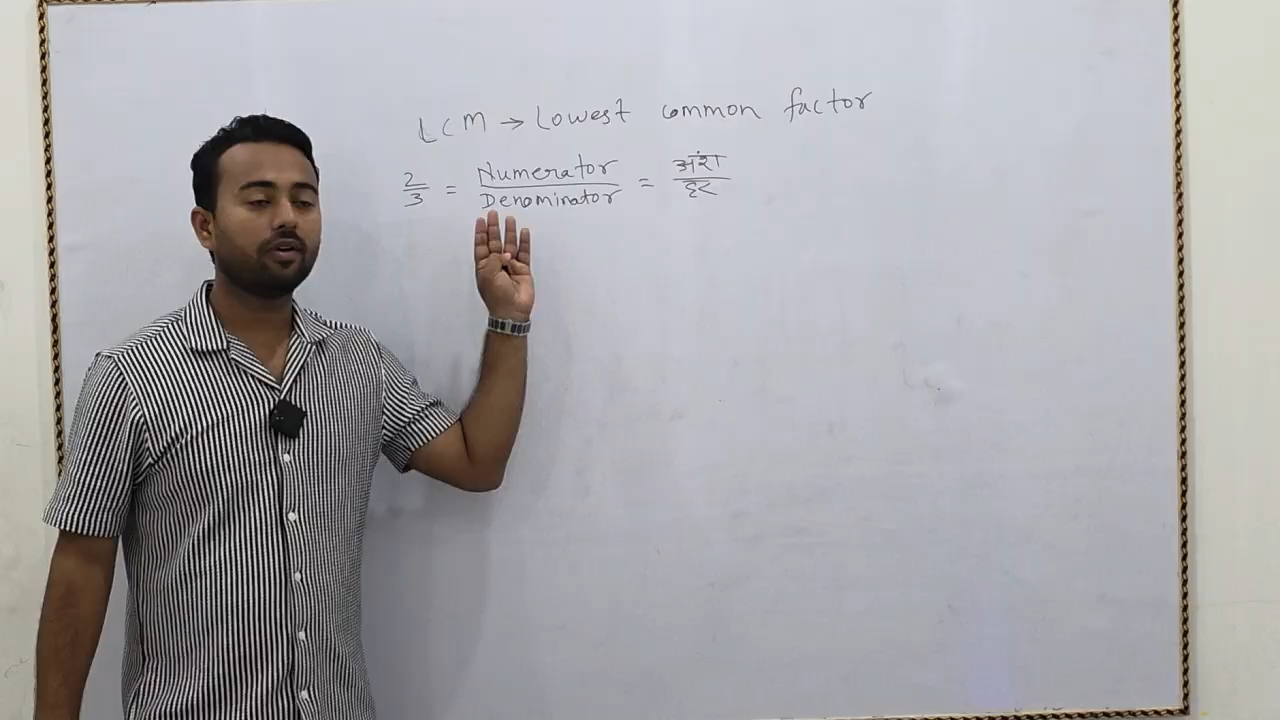 LCM → Lowest common factor
2/3 = Numerator/Denominator = अंश/हर